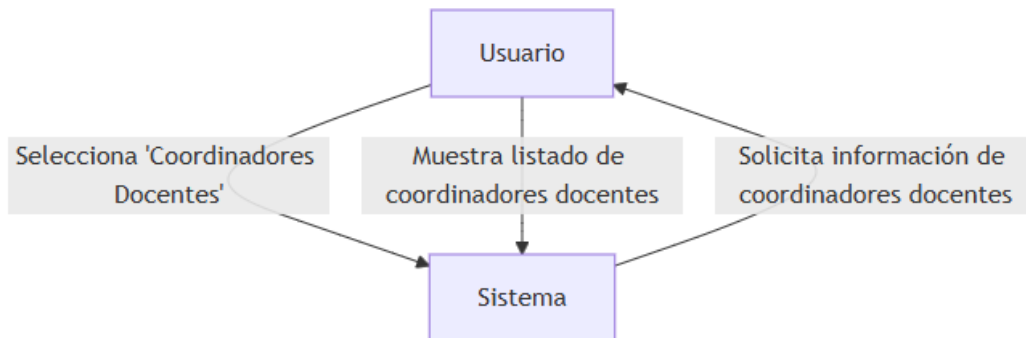 Usuario
Selecciona 'Coordinadores
Docentes'
Muestra listado de
coordinadores docentes
Solicita información de
coordinadores docentes
Sistema